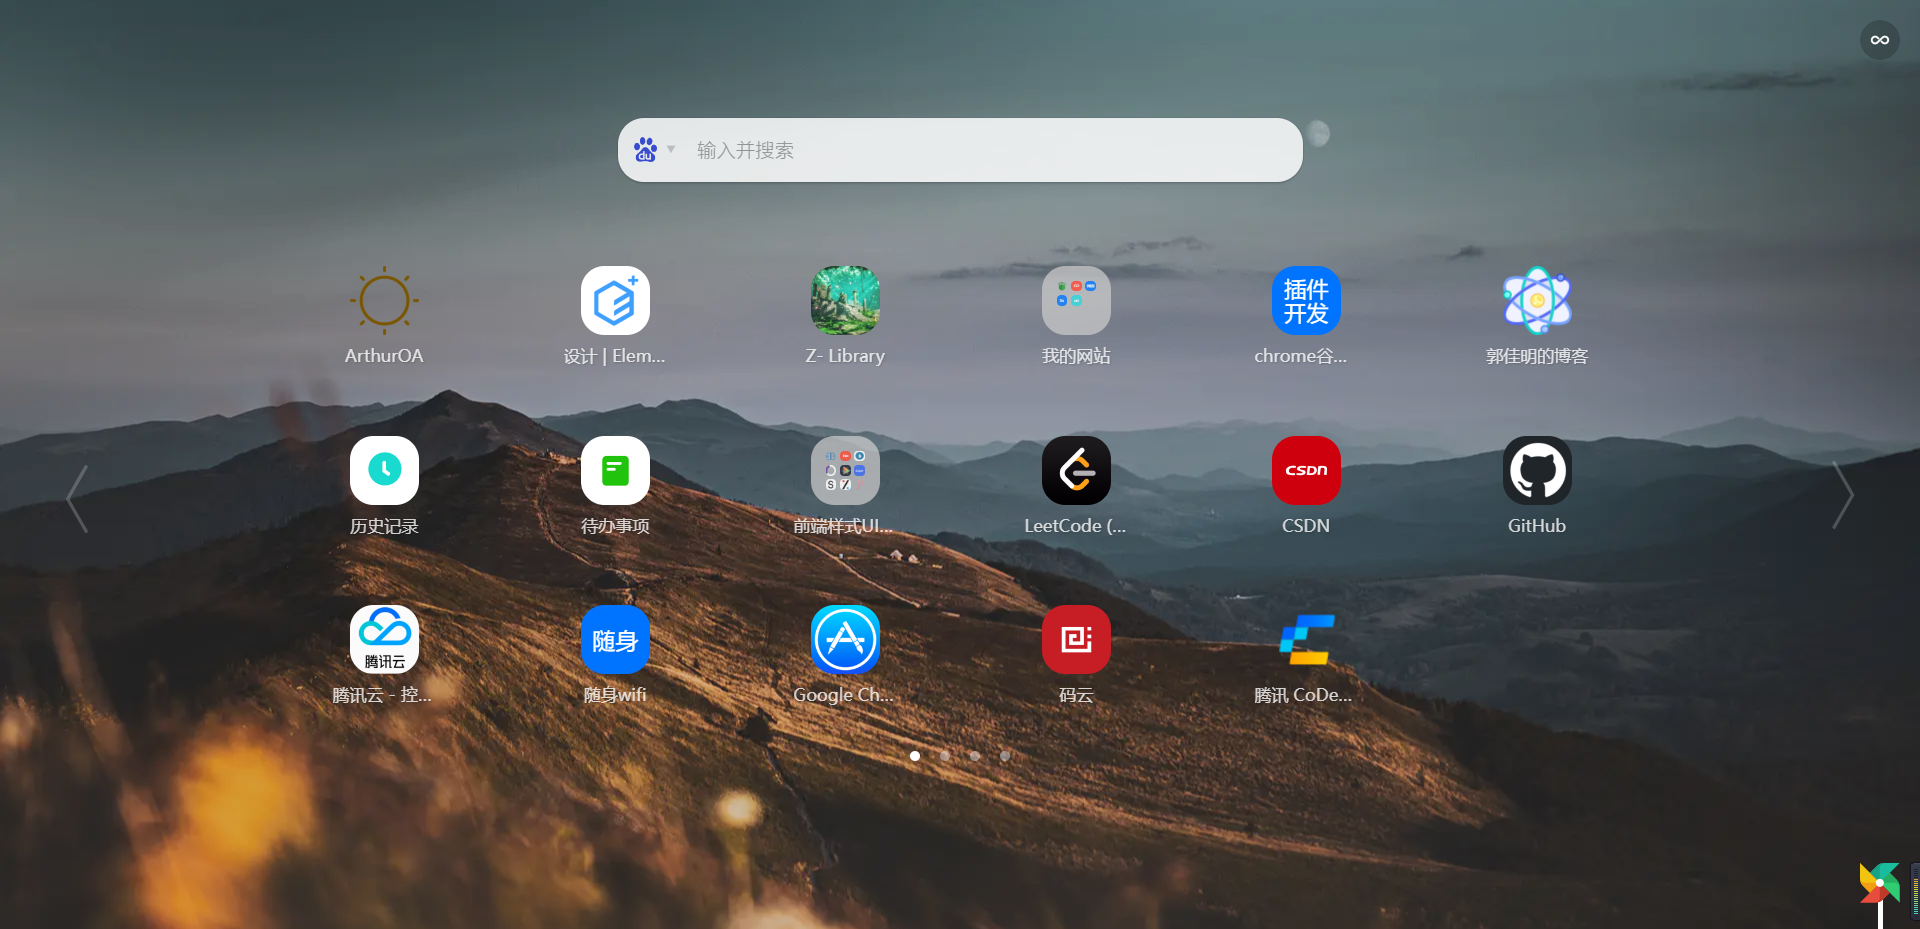 du
输入并搜索
ArthurOA
设计 | Elem...
Z- Library
我的网站
插件
开发
chrome谷...
郭佳明的博客
历史记录
待办事项
前端样式UI...
LeetCode (...
CSDN
CSDN
GitHub
腾讯云
腾讯云 - 控...
随身
随身wifi
Google Ch...
码云
腾讯 CoDe...